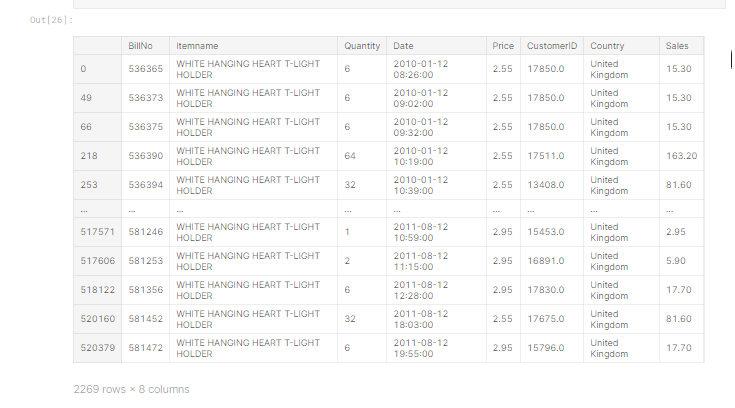 Out[26]:
BillNo Itemname Quantity Date Price CustomerID Country Sales
0 536365 WHITE HANGING HEART T-LIGHT HOLDER 6 2010-01-12 08:26:00 2.55 17850.0 United Kingdom 15.30
49 536373 WHITE HANGING HEART T-LIGHT HOLDER 6 2010-01-12 09:02:00 2.55 17850.0 United Kingdom 15.30
66 536375 WHITE HANGING HEART T-LIGHT HOLDER 6 2010-01-12 09:32:00 2.55 17850.0 United Kingdom 15.30
218 536390 WHITE HANGING HEART T-LIGHT HOLDER 64 2010-01-12 10:19:00 2.55 17511.0 United Kingdom 163.20
253 536394 WHITE HANGING HEART T-LIGHT HOLDER 32 2010-01-12 10:39:00 2.55 13408.0 United Kingdom 81.60
... ... ... ... ... ... ... ... ...
517571 581246 WHITE HANGING HEART T-LIGHT HOLDER 1 2011-08-12 10:59:00 2.95 15453.0 United Kingdom 2.95
517606 581253 WHITE HANGING HEART T-LIGHT HOLDER 2 2011-08-12 11:15:00 2.95 16891.0 United Kingdom 5.90
518122 581356 WHITE HANGING HEART T-LIGHT HOLDER 6 2011-08-12 12:28:00 2.95 17830.0 United Kingdom 17.70
520160 581452 WHITE HANGING HEART T-LIGHT HOLDER 32 2011-08-12 18:03:00 2.55 17675.0 United Kingdom 81.60
520379 581472 WHITE HANGING HEART T-LIGHT HOLDER 6 2011-08-12 19:55:00 2.95 15796.0 United Kingdom 17.70
2269 rows × 8 columns